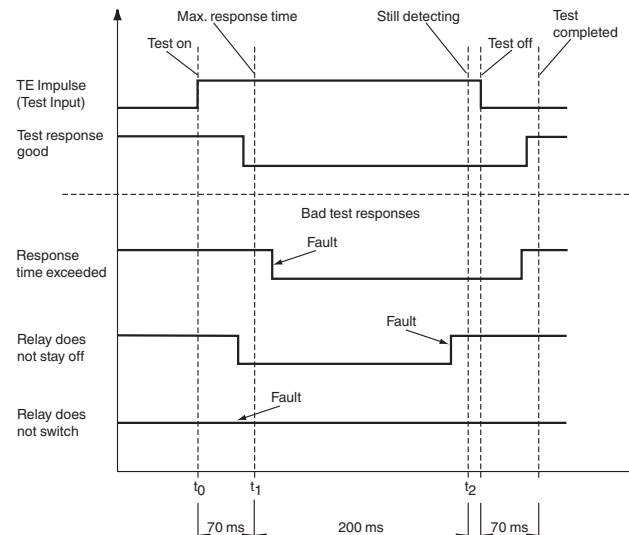 Max. response time
Still detecting
Test
completed
Test on
Test off
TE Impulse
(Test Input)
Test response
good
Bad test responses
Response
time exceeded
Fault
Relay does
not stay off
Fault
Relay does
not switch
Fault
t0
t1
t2
70 ms
200 ms
70 ms